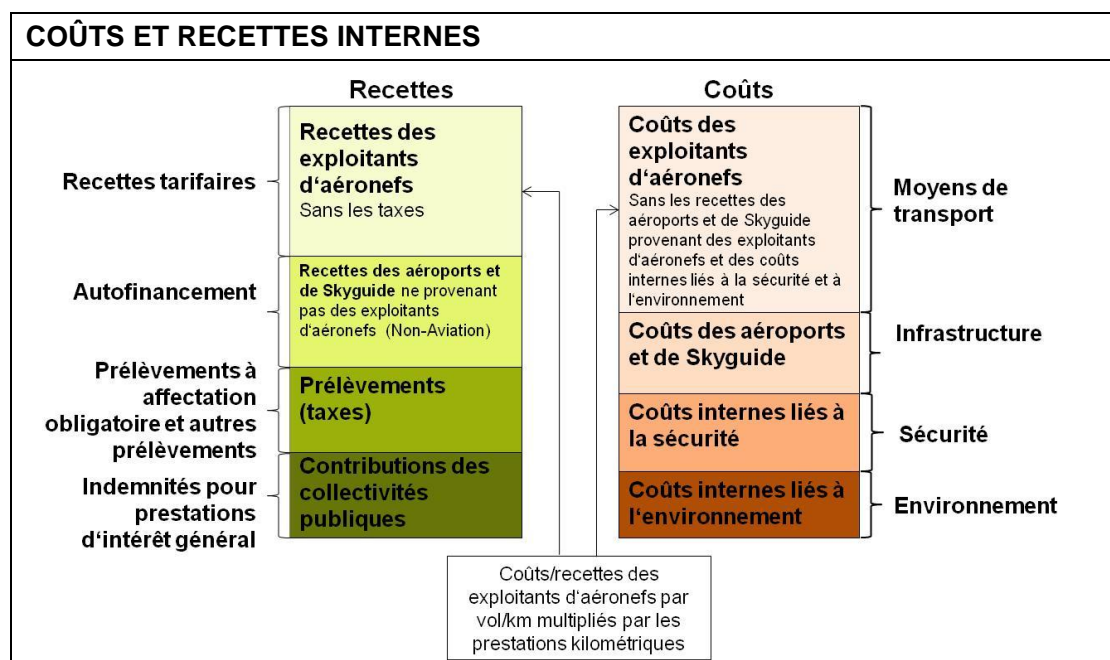 COÛTS ET RECETTES INTERNES
Recettes
Coûts
Recettes tarifaires
Autofinancement
Prélèvements à
affectation
obligatoire et autres
prélèvements
Indemnités pour
prestations
d‘intérêt général
Recettes des
exploitants
d‘aéronefs
Sans les taxes
Recettes des aéroports et
de Skyguide ne provenant
pas des exploitants
d‘aéronefs (Non-Aviation)
Prélèvements
(taxes)
Contributions des
collectivités
publiques
Coûts des
exploitants
d‘aéronefs
Sans les recettes des
aéroports et de Skyguide
provenant des exploitants
d‘aéronefs et des coûts
internes liés à la sécurité et à
l‘environnement
Coûts des aéroports
et de Skyguide
Coûts internes liés à
la sécurité
Coûts internes liés à
l‘environnement
Moyens de
transport
Infrastructure
Sécurité
Environnement
Coûts/recettes des
exploitants d‘aéronefs par
vol/km multipliés par les
prestations kilométriques